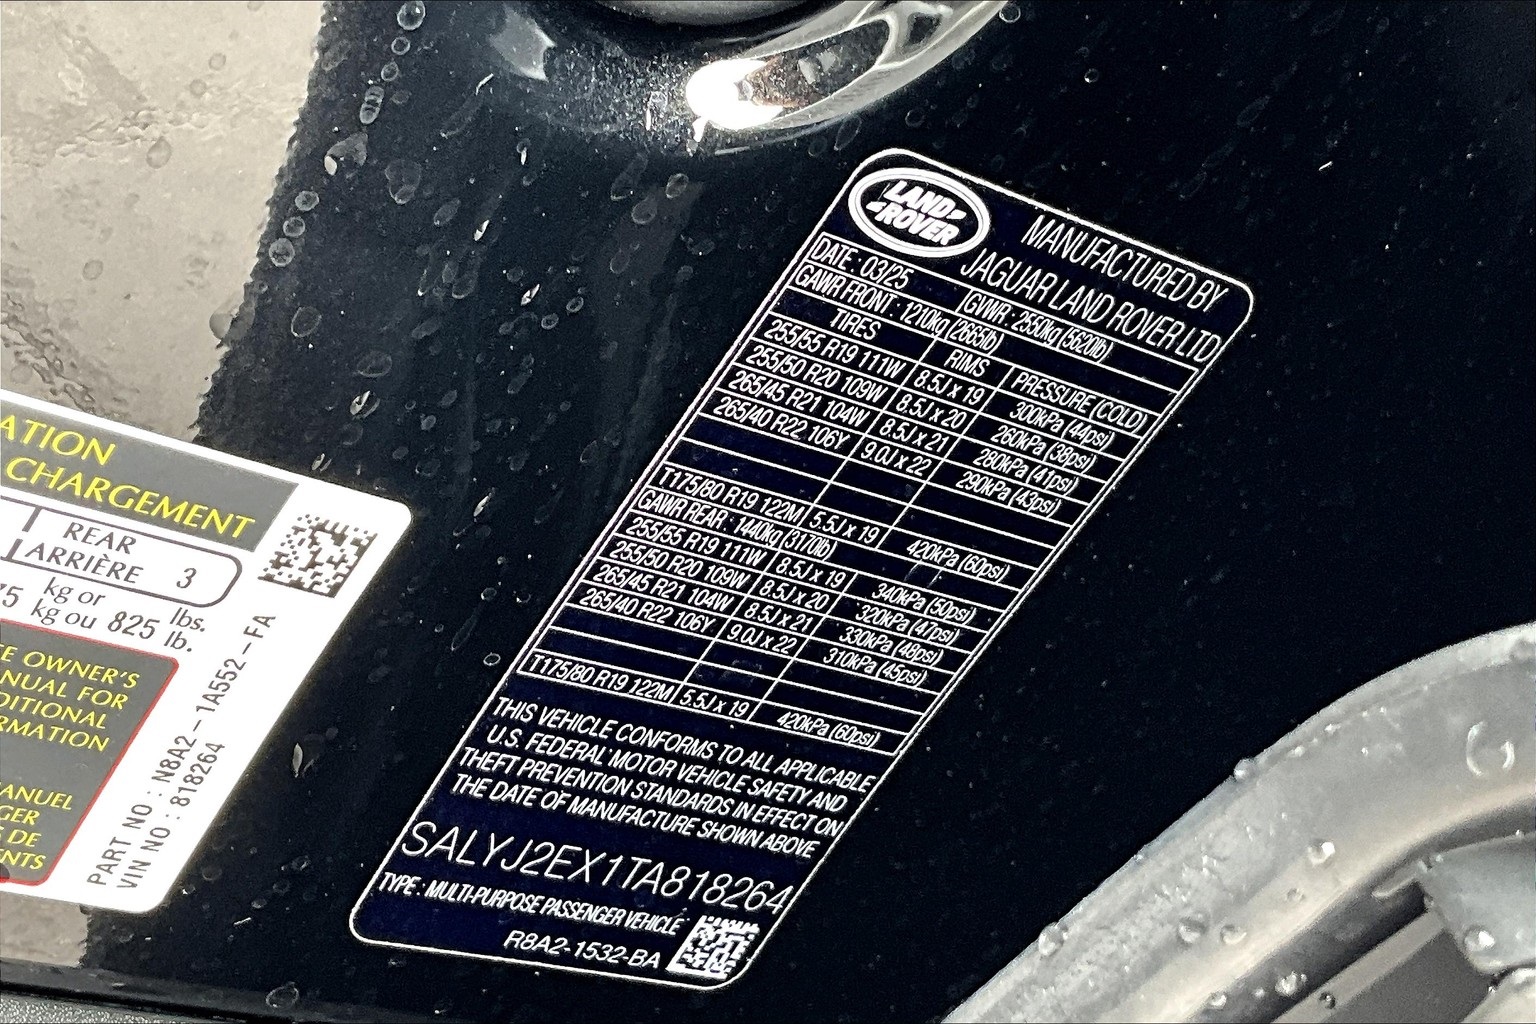 ATION
CHARGEMENT
REAR
ARRIÈRE 3
kg or lbs.
kg ou 825 lb.
E OWNER'S
ANUAL FOR
DITIONAL
RMATION
ANUEL
GER
DE
ENTS
PART NO : N8A2 - 1A552 - FA
VIN NO : 818264
LAND
ROVER
MANUFACTURED BY
JAGUAR LAND ROVER LTD
DATE : 03/25 GVWR : 2550kg (5620lb)
GAWR FRONT : 1210kg (2665lb)
TIRES RIMS PRESSURE (COLD)
255/55 R19 111W 8.5J x 19 300kPa (44psi)
255/50 R20 109W 8.5J x 20 260kPa (38psi)
265/45 R21 104W 8.5J x 21 280kPa (41psi)
265/40 R22 106Y 9.0J x 22 290kPa (43psi)
T175/80 R19 122M 5.5J x 19 420kPa (60psi)
GAWR REAR : 1440kg (3170lb)
255/55 R19 111W 8.5J x 19 340kPa (50psi)
255/50 R20 109W 8.5J x 20 320kPa (47psi)
265/45 R21 104W 8.5J x 21 330kPa (48psi)
265/40 R22 106Y 9.0J x 22 310kPa (45psi)
T175/80 R19 122M 5.5J x 19 420kPa (60psi)
THIS VEHICLE CONFORMS TO ALL APPLICABLE
U.S. FEDERAL MOTOR VEHICLE SAFETY AND
THEFT PREVENTION STANDARDS IN EFFECT ON
THE DATE OF MANUFACTURE SHOWN ABOVE
SALYJ2EX1TA818264
TYPE : MULTI-PURPOSE PASSENGER VEHICLE
R8A2-1532-BA